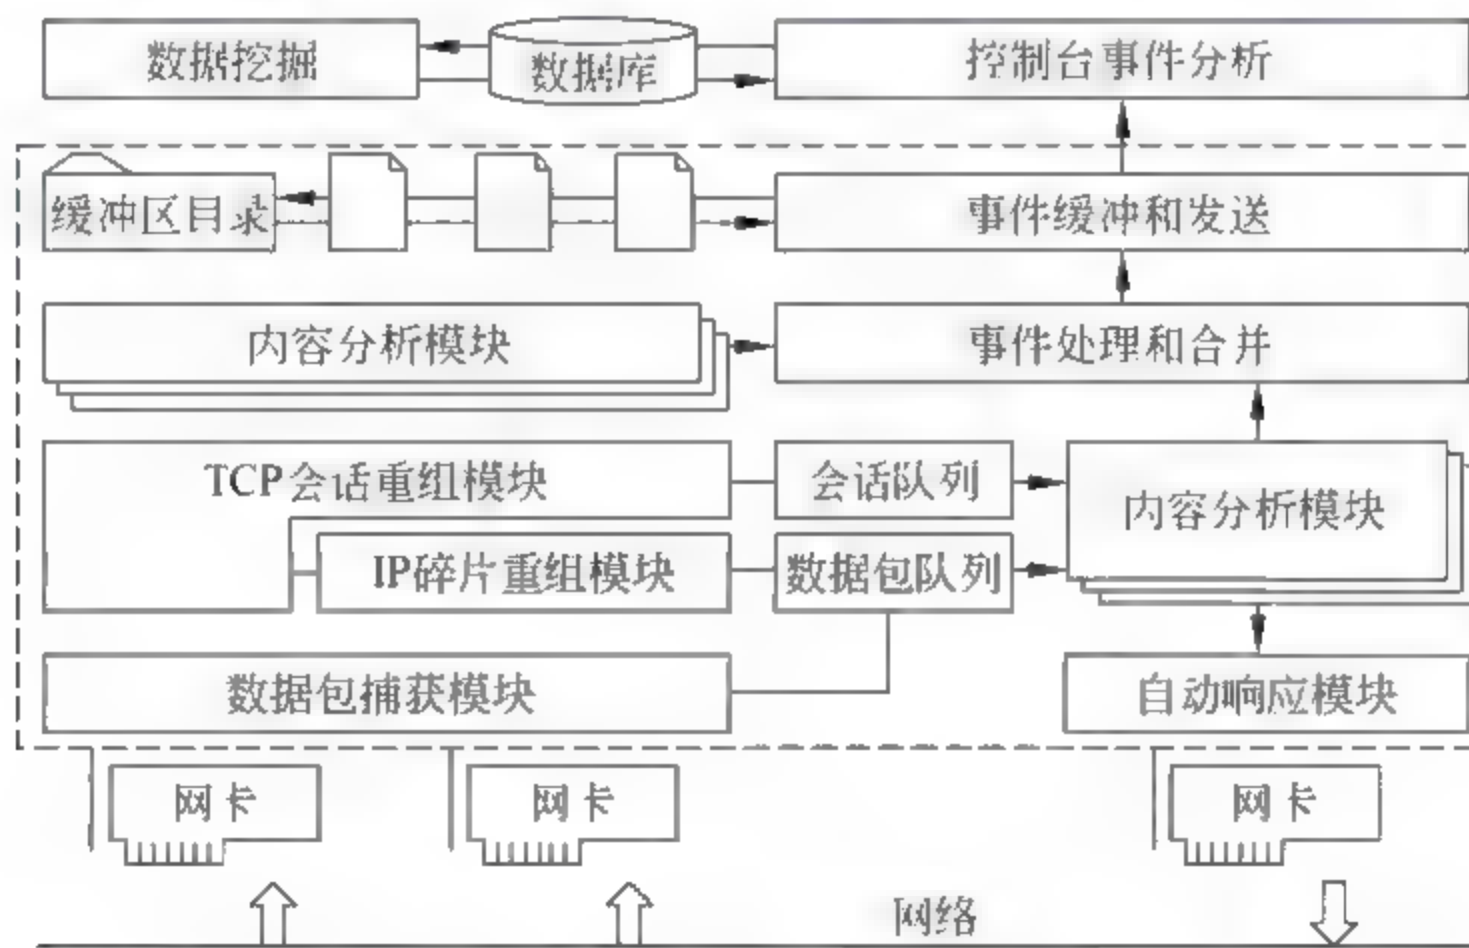 数据挖掘
数据库
控制台事件分析
缓冲区目录
事件缓冲和发送
内容分析模块
事件处理和合并
TCP会话重组模块
会话队列
内容分析模块
IP碎片重组模块
数据包队列
数据包捕获模块
自动响应模块
网卡
网卡
网卡
网络